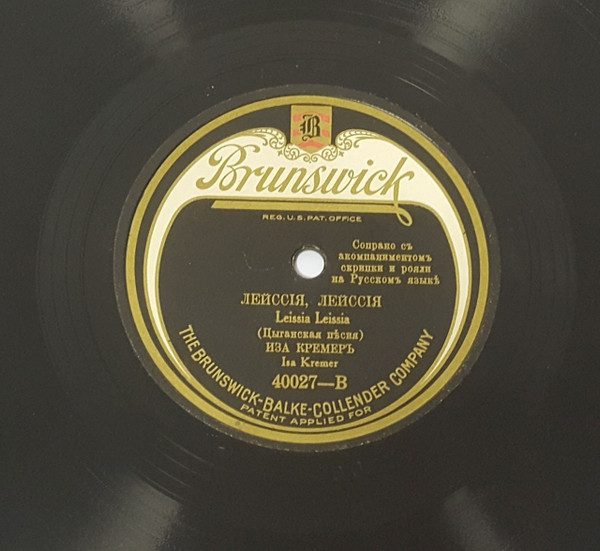 B
Brunswick
REG. U.S. PAT. OFFICE
Сопрано съ
акомпаниментомъ
скрипки и рояли
на Русскомъ языкѣ
ЛЕЙССІЯ, ЛЕЙССІЯ
Leissia Leissia
(Цыганская пѣсня)
ИЗА КРЕМЕРЪ
Isa Kremer
40027—B
THE BRUNSWICK-BALKE-COLLENDER COMPANY
PATENT APPLIED FOR